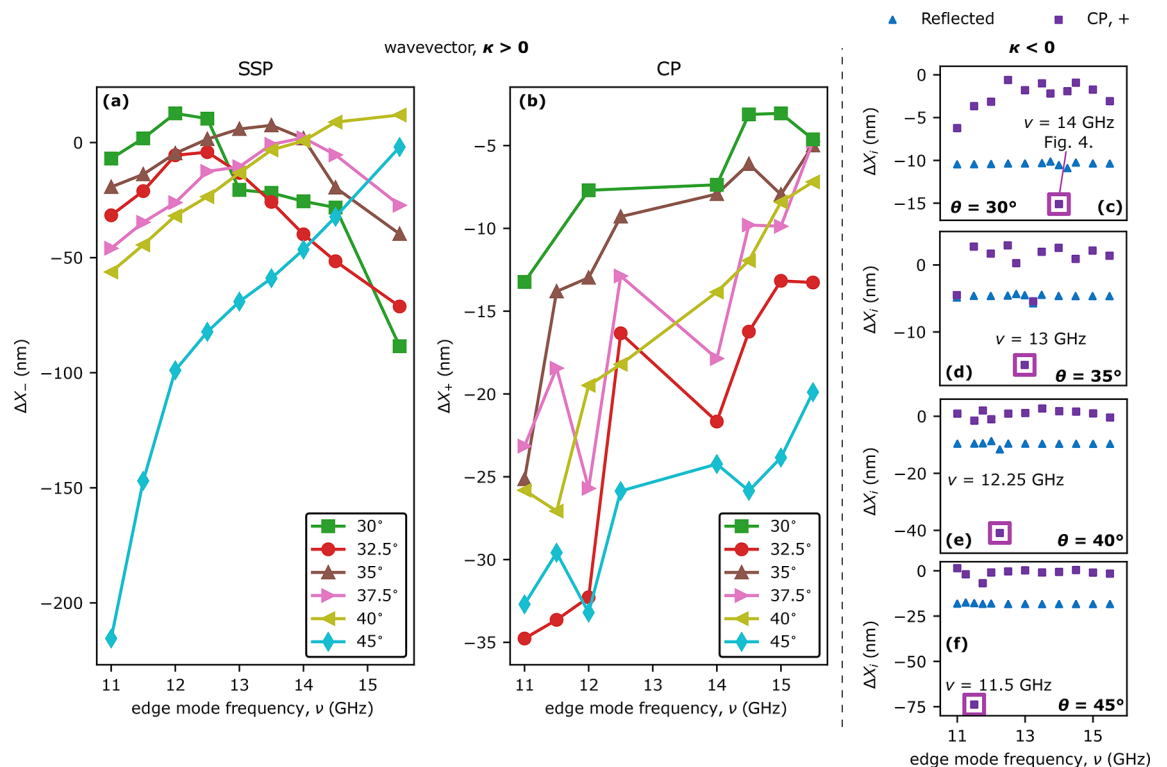 Reflected
CP, +
wavevector, κ > 0
κ < 0
SSP
CP
(a)
0
−50
−100
−150
−200
ΔX₋ (nm)
30°
32.5°
35°
37.5°
40°
45°
11
12
13
14
15
edge mode frequency, ν (GHz)
(b)
−5
−10
−15
−20
−25
−30
−35
ΔX₊ (nm)
30°
32.5°
35°
37.5°
40°
45°
11
12
13
14
15
edge mode frequency, ν (GHz)
0
−5
−10
−15
ΔXᵢ (nm)
ν = 14 GHz
Fig. 4.
θ = 30°
(c)
0
−10
ΔXᵢ (nm)
ν = 13 GHz
(d)
θ = 35°
0
−20
−40
ΔXᵢ (nm)
ν = 12.25 GHz
(e)
θ = 40°
0
−25
−50
−75
ΔXᵢ (nm)
(f)
ν = 11.5 GHz
θ = 45°
11
13
15
edge mode frequency, ν (GHz)